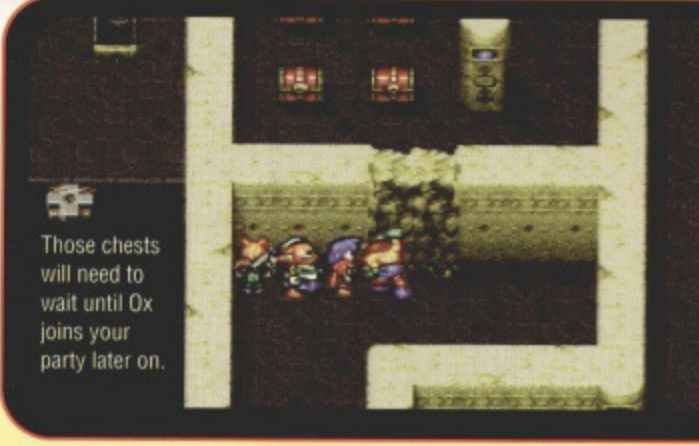 Those chests
will need to
wait until Ox
joins your
party later on.